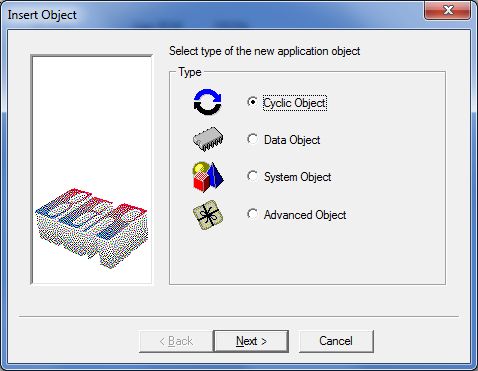 Insert Object
Select type of the new application object
Type
Cyclic Object
Data Object
System Object
Advanced Object
< Back
Next >
Cancel